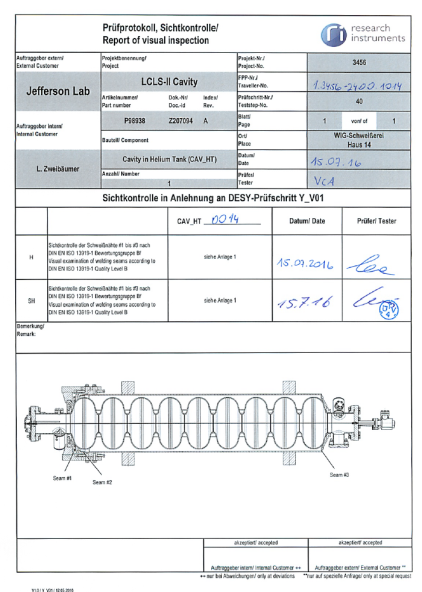 Prüfprotokoll, Sichtkontrolle/
Report of visual inspection
research
instruments
Auftraggeber extern/
External Customer
Jefferson Lab
Projektbenennung/
Project
LCLS-II Cavity
Projekt-Nr./
Project-No.
3456
FPP-Nr./
Traveller-No.
1.3456-2400.1014
Artikelnummer/
Part number
Dok.-Nr/
Doc.-Id
Index/
Rev.
P98938 Z207094 A
Prüfschritt-Nr./
Teststep-No.
40
Auftraggeber intern/
Internal Customer
L. Zweibäumer
Blatt/
Page
1 von/ of 1
Bauteil/ Component
Cavity in Helium Tank (CAV_HT)
Ort/
Place
WIG-Schweißerei
Haus 14
Datum/
Date
15.07.16
Anzahl/ Number
1
Prüfer/
Tester
Sichtkontrolle in Anlehnung an DESY-Prüfschritt Y_V01
CAV_HT 0014
Datum/ Date
Prüfer/ Tester
H
Sichtkontrolle der Schweißnähte #1 bis #3 nach
DIN EN ISO 13919-1 Bewertungsgruppe B/
Visual examination of welding seams according to
DIN EN ISO 13919-1 Quality Level B
siehe Anlage 1
15.07.2016
SH
Sichtkontrolle der Schweißnähte #1 bis #3 nach
DIN EN ISO 13919-1 Bewertungsgruppe B/
Visual examination of welding seams according to
DIN EN ISO 13919-1 Quality Level B
siehe Anlage 1
15.7.16
Bemerkung/
Remark:
Seam #1
Seam #2
Seam #3
akzeptiert/ accepted
akzeptiert/ accepted
Auftraggeber intern/ Internal Customer ++
Auftraggeber extern/ External Customer **
++ nur bei Abweichungen/ only at deviations
**nur auf spezielle Anfrage/ only at special request